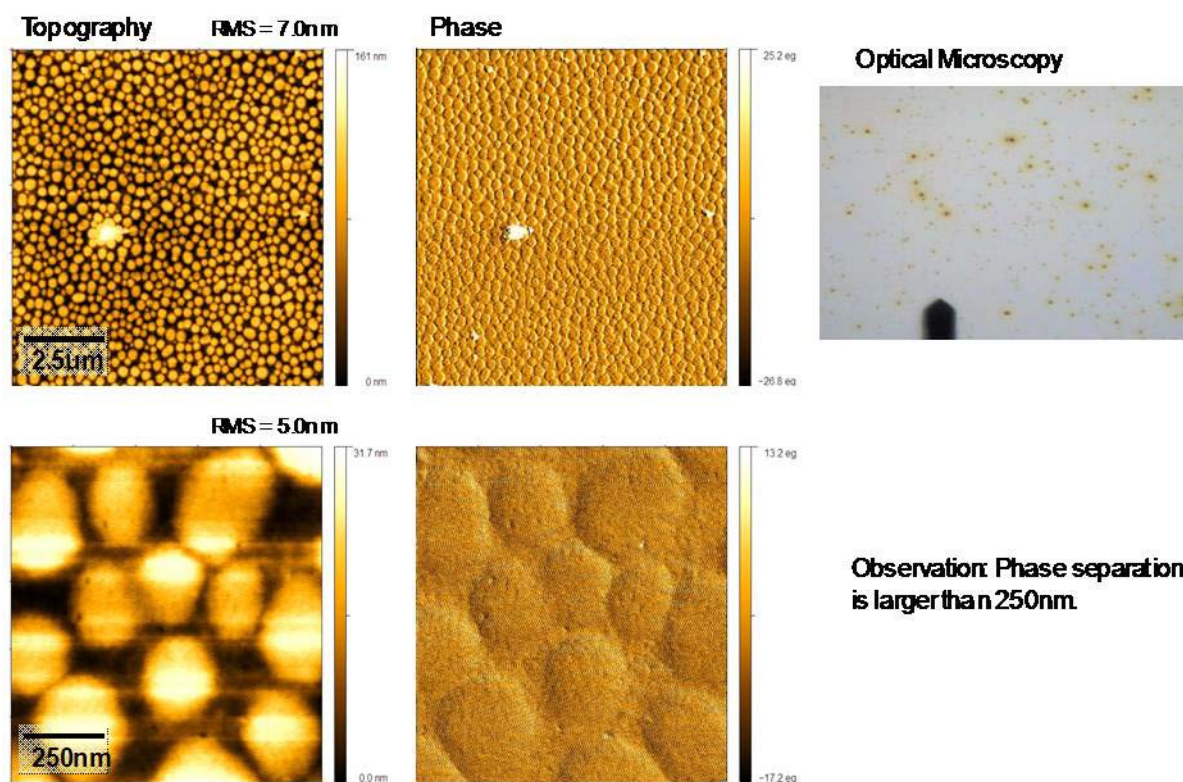 Topography RMS = 7.0nm Phase
161 nm
25.2 eg
Optical Microscopy
2.5um
0 nm
-26.8 eg
RMS = 5.0nm
31.7 nm
13.2 eg
Observation: Phase separation
is larger than 250nm.
250nm
0.0 nm
-17.2 eg